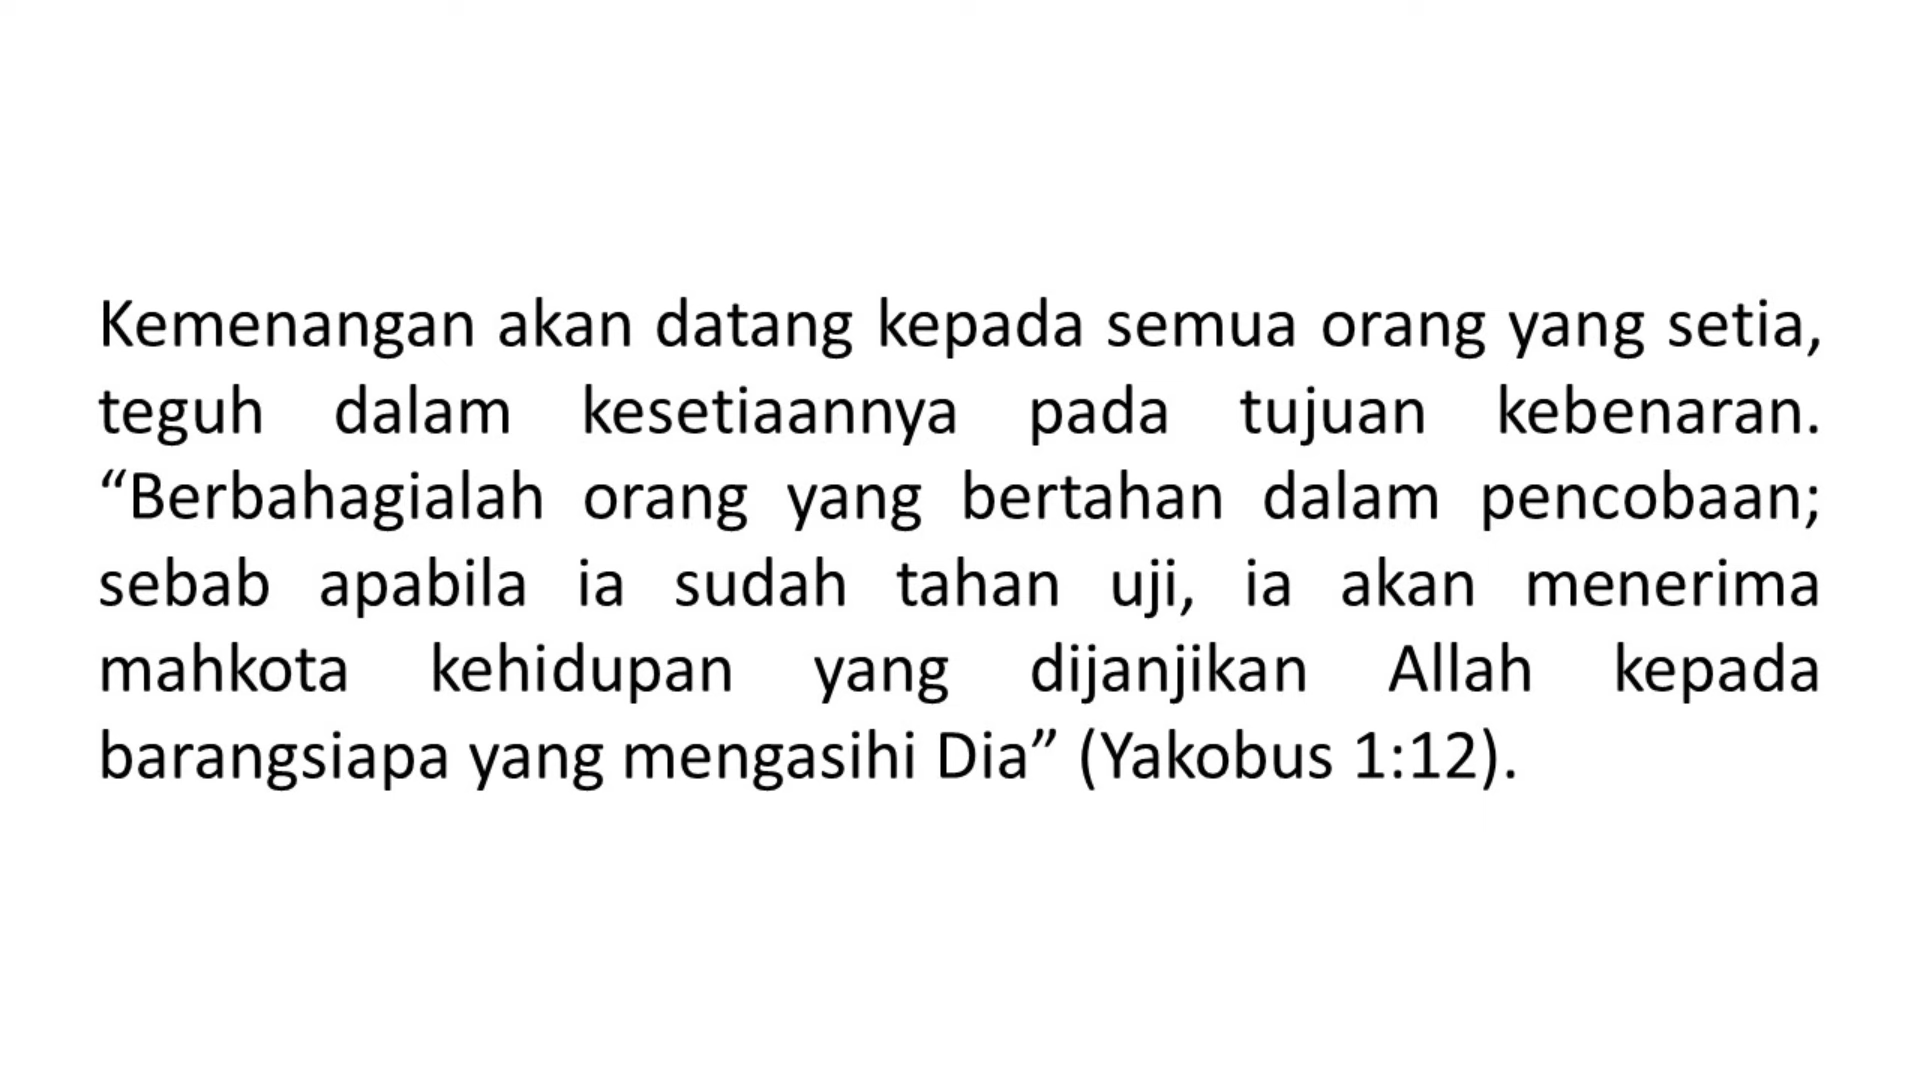 Kemenangan akan datang kepada semua orang yang setia,
teguh dalam kesetiaannya pada tujuan kebenaran.
“Berbahagialah orang yang bertahan dalam pencobaan;
sebab apabila ia sudah tahan uji, ia akan menerima
mahkota kehidupan yang dijanjikan Allah kepada
barangsiapa yang mengasihi Dia” (Yakobus 1:12).